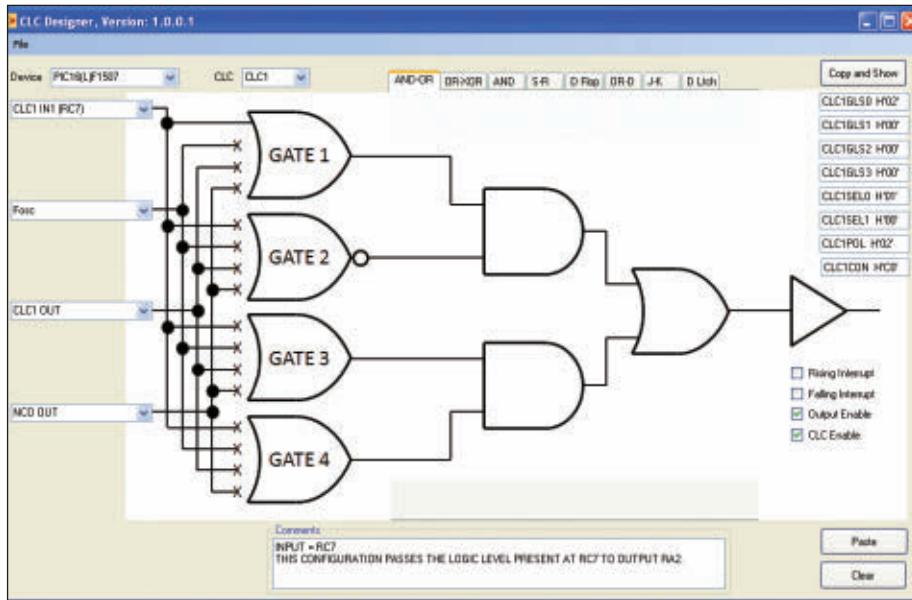 CLC Designer, Version: 1.0.0.1
File
Device PIC16(L)F1507 CLC CLC1
AND-OR OR-XOR AND S-R D Flop OR-D J-K D Ltch
Copy and Show
CLC1 IN1 (RC7)
Fosc
CLC1 OUT
NCO OUT
GATE 1
GATE 2
GATE 3
GATE 4
CLC1GLS0 H'02'
CLC1GLS1 H'00'
CLC1GLS2 H'00'
CLC1GLS3 H'00'
CLC1SEL0
CLC1SEL1 H'00'
CLC1POL H'02'
CLC1CON H'C0'
Rising Interrupt
Falling Interrupt
Output Enable
CLC Enable
Comments
INPUT = RC7
THIS CONFIGURATION PASSES THE LOGIC LEVEL PRESENT AT RC7 TO OUTPUT RA2
Paste
Clear